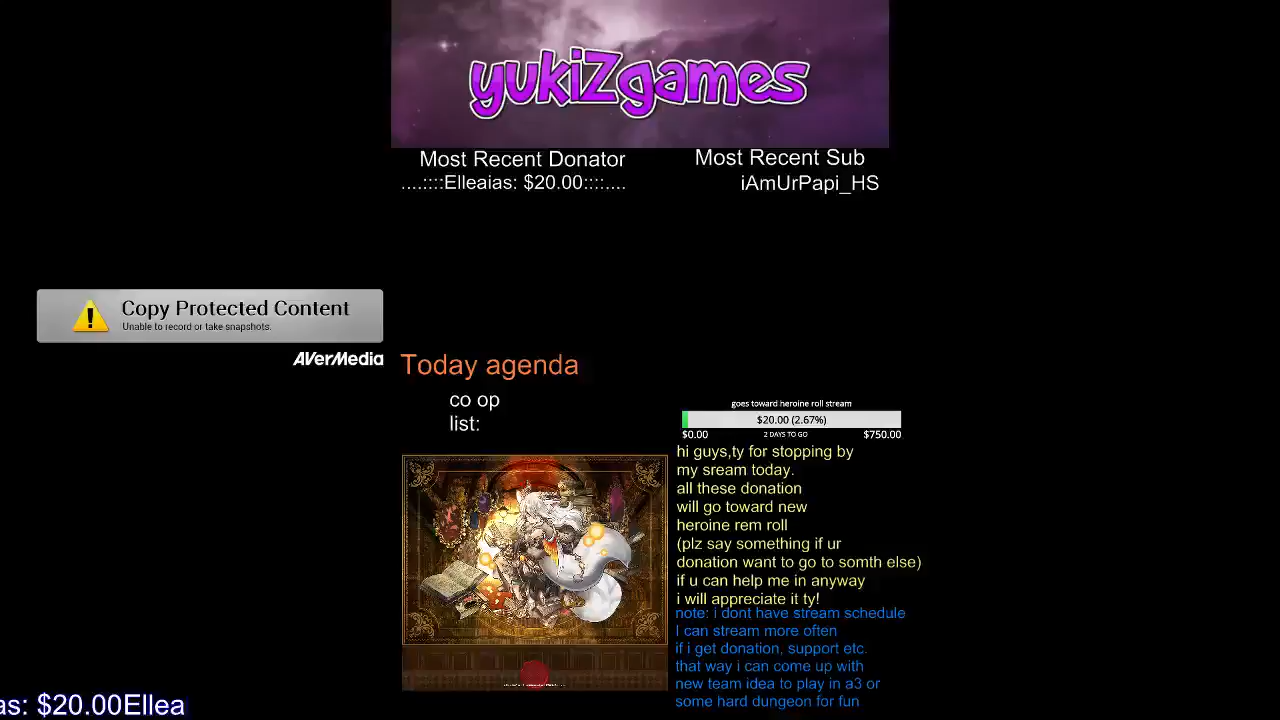 yukiZgames
Most Recent Donator
....::::Elleaias: $20.00::::....
Most Recent Sub
iAmUrPapi_HS
Copy Protected Content
Unable to record or take snapshots.
AVerMedia
Today agenda
co op
list:
goes toward heroine roll stream
$20.00 (2.67%)
$0.00
2 DAYS TO GO
$750.00
hi guys,ty for stopping by
my sream today.
all these donation
will go toward new
heroine rem roll
(plz say something if ur
donation want to go to somth else)
if u can help me in anyway
i will appreciate it ty!
note: i dont have stream schedule
I can stream more often
if i get donation, support etc.
that way i can come up with
new team idea to play in a3 or
some hard dungeon for fun
as: $20.00Ellea